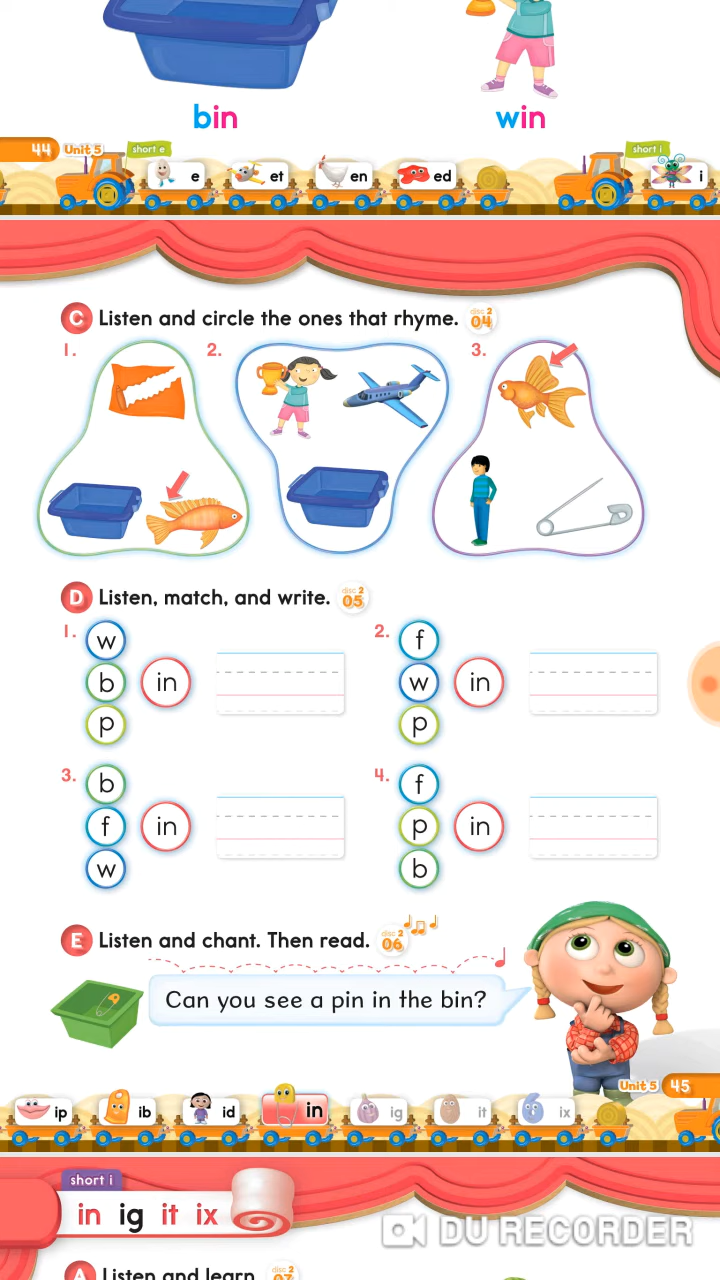 bin win
44 Unit 5 short e e et en ed short i i
C Listen and circle the ones that rhyme. disc 2 04
1. 2. 3.
D Listen, match, and write. disc 2 05
1. w b p in
2. f w p in
3. b f w in
4. f p b in
E Listen and chant. Then read. disc 2 06
Can you see a pin in the bin?
Unit 5 45
ip ib id in ig it ix
short i
in ig it ix
DU RECORDER
A Listen and learn. disc 2 07